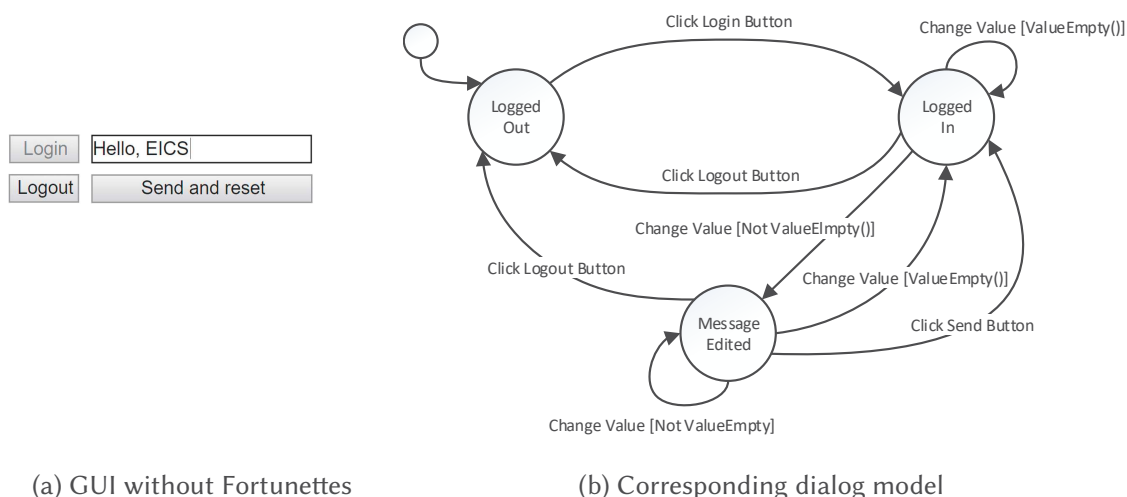 Login
Hello, EICS
Logout
Send and reset
Click Login Button
Change Value [ValueEmpty()]
Logged
Out
Logged
In
Click Logout Button
Change Value [Not ValueElmpty()]
Click Logout Button
Change Value [ValueEmpty()]
Message
Edited
Click Send Button
Change Value [Not ValueEmpty]
(a) GUI without Fortunettes
(b) Corresponding dialog model